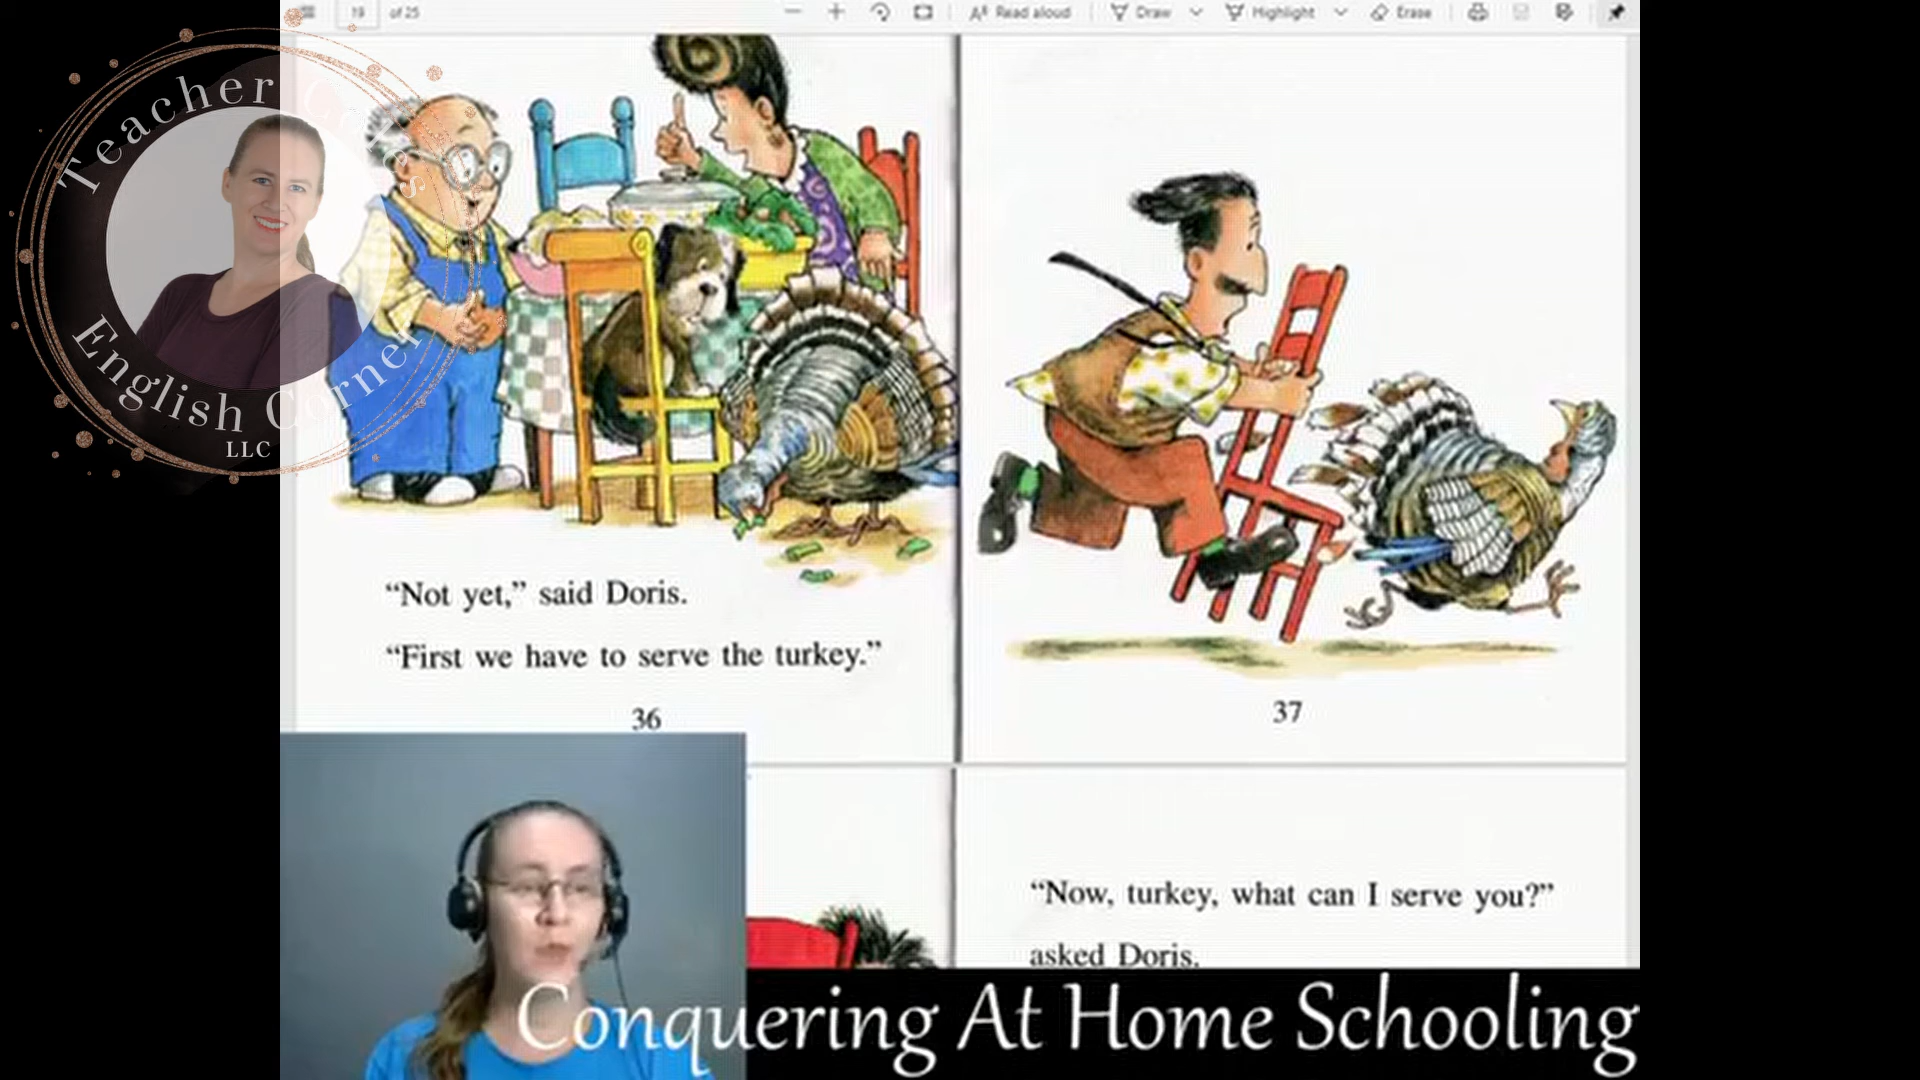 19 of 25
Read aloud
Draw
Highlight
Erase
Teacher
English Corner
LLC
“Not yet,” said Doris.
“First we have to serve the turkey.”
36
37
“Now, turkey, what can I serve you?”
asked Doris.
Conquering At Home Schooling